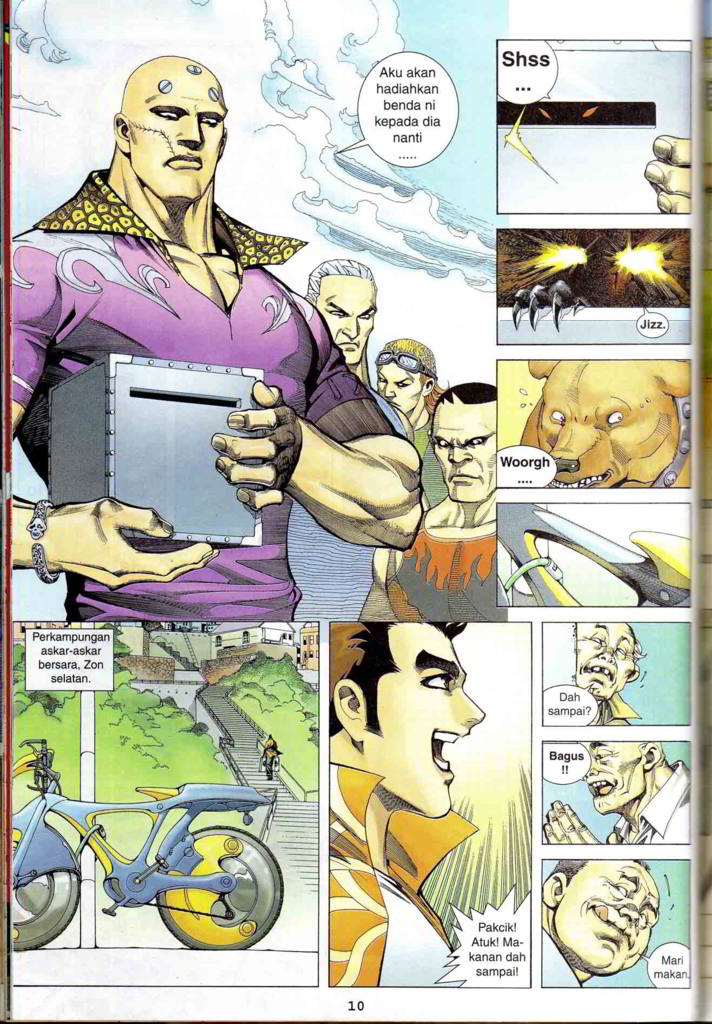 Aku akan
hadiahkan
benda ni
kepada dia
nanti
.....
Shss
...
Jizz.
Woorgh
....
Perkampungan
askar-askar
bersara, Zon
selatan.
Pakcik!
Atuk! Ma-
kanan dah
sampai!
Dah
sampai?
Bagus
!!
Mari
makan.
10